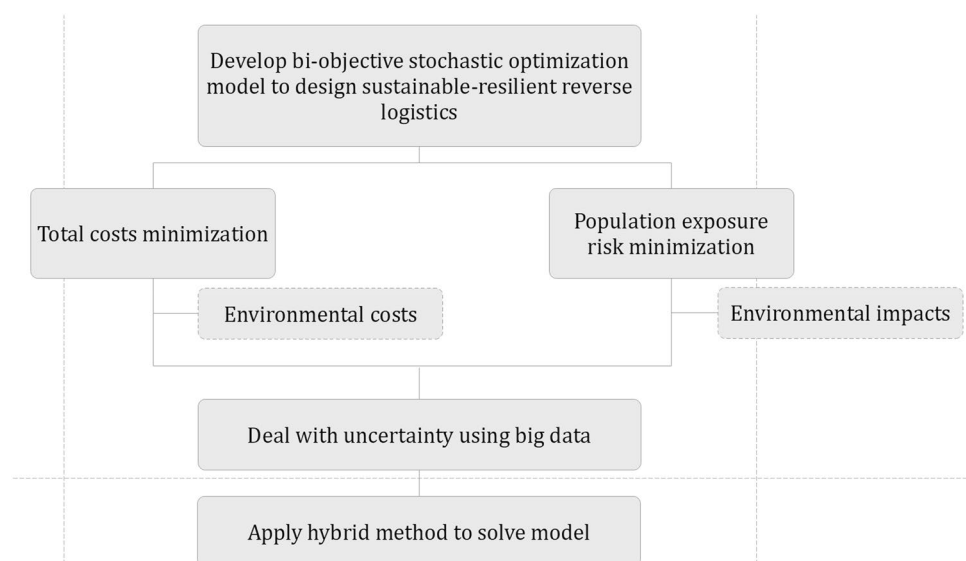 Develop bi-objective stochastic optimization
model to design sustainable-resilient reverse
logistics
Total costs minimization
Population exposure
risk minimization
Environmental costs
Environmental impacts
Deal with uncertainty using big data
Apply hybrid method to solve model